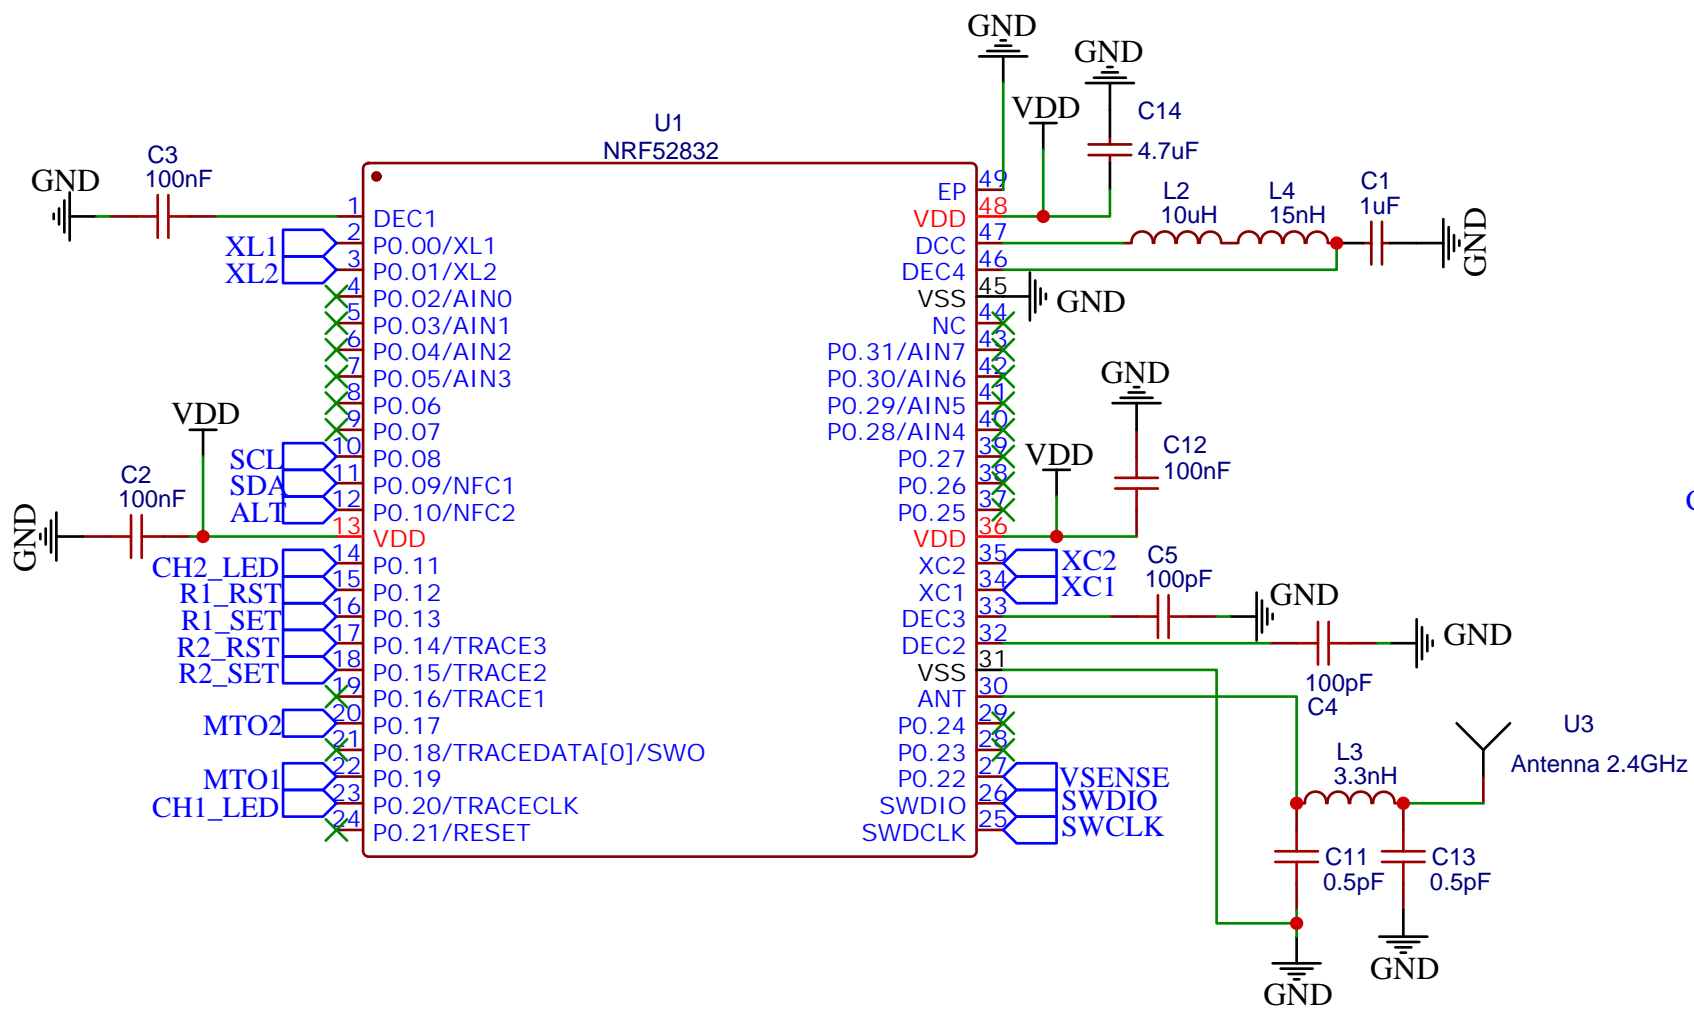 U1
NRF52832
C3
100nF
GND
1
DEC1
XL1
2
P0.00/XL1
XL2
3
P0.01/XL2
4
P0.02/AIN0
5
P0.03/AIN1
6
P0.04/AIN2
7
P0.05/AIN3
8
P0.06
9
P0.07
VDD
SCL
10
P0.08
SDA
11
P0.09/NFC1
ALT
12
P0.10/NFC2
C2
100nF
GND
13
VDD
CH2_LED
14
P0.11
R1_RST
15
P0.12
R1_SET
16
P0.13
R2_RST
17
P0.14/TRACE3
R2_SET
18
P0.15/TRACE2
19
P0.16/TRACE1
MTO2
20
P0.17
21
P0.18/TRACEDATA[0]/SWO
MTO1
22
P0.19
CH1_LED
23
P0.20/TRACECLK
24
P0.21/RESET
GND
GND
VDD
C14
4.7uF
EP
49
VDD
48
L2
10uH
L4
15nH
C1
1uF
GND
DCC
47
DEC4
46
VSS
45
GND
NC
44
P0.31/AIN7
43
P0.30/AIN6
42
P0.29/AIN5
41
P0.28/AIN4
40
P0.27
39
P0.26
38
P0.25
37
GND
VDD
C12
100nF
VDD
36
XC2
35
XC2
XC1
34
XC1
C5
100pF
GND
DEC3
33
DEC2
32
GND
100pF
C4
VSS
31
ANT
30
P0.24
29
P0.23
28
P0.22
27
VSENSE
SWDIO
26
SWDIO
SWDCLK
25
SWCLK
U3
Antenna 2.4GHz
L3
3.3nH
C11
0.5pF
C13
0.5pF
GND
GND